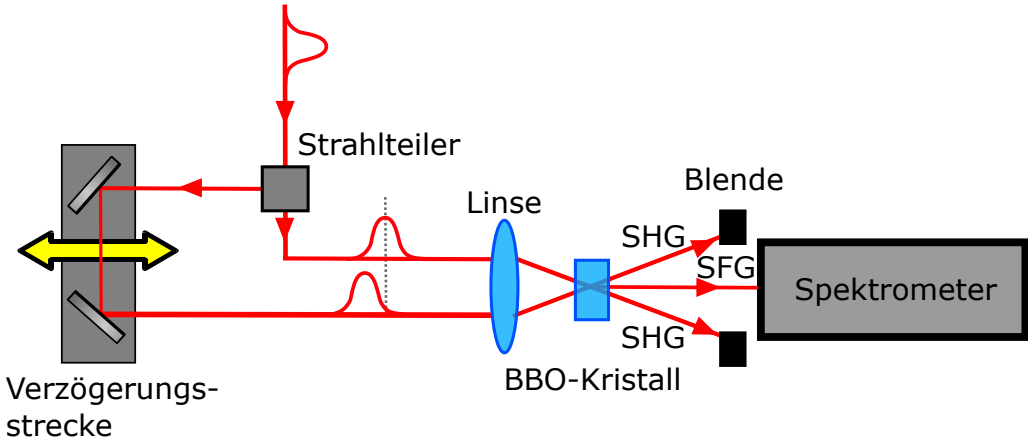 Strahlteiler
Blende
Linse
SHG
SFG
Spektrometer
SHG
BBO-Kristall
Verzögerungs-
strecke